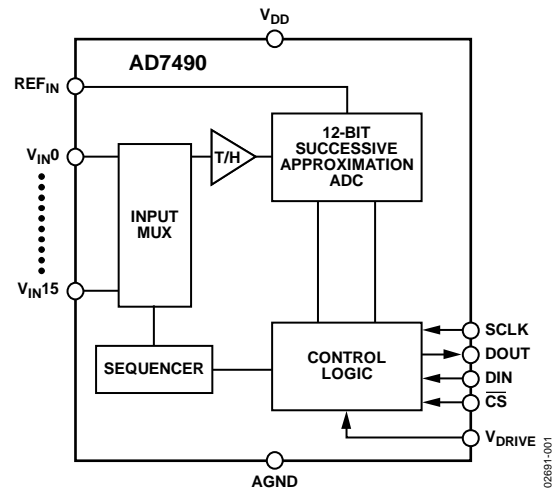 VDD
AD7490
REFIN
VIN0
T/H
12-BIT
SUCCESSIVE
APPROXIMATION
ADC
INPUT
MUX
VIN15
SEQUENCER
CONTROL
LOGIC
SCLK
DOUT
DIN
CS
VDRIVE
AGND
02691-001